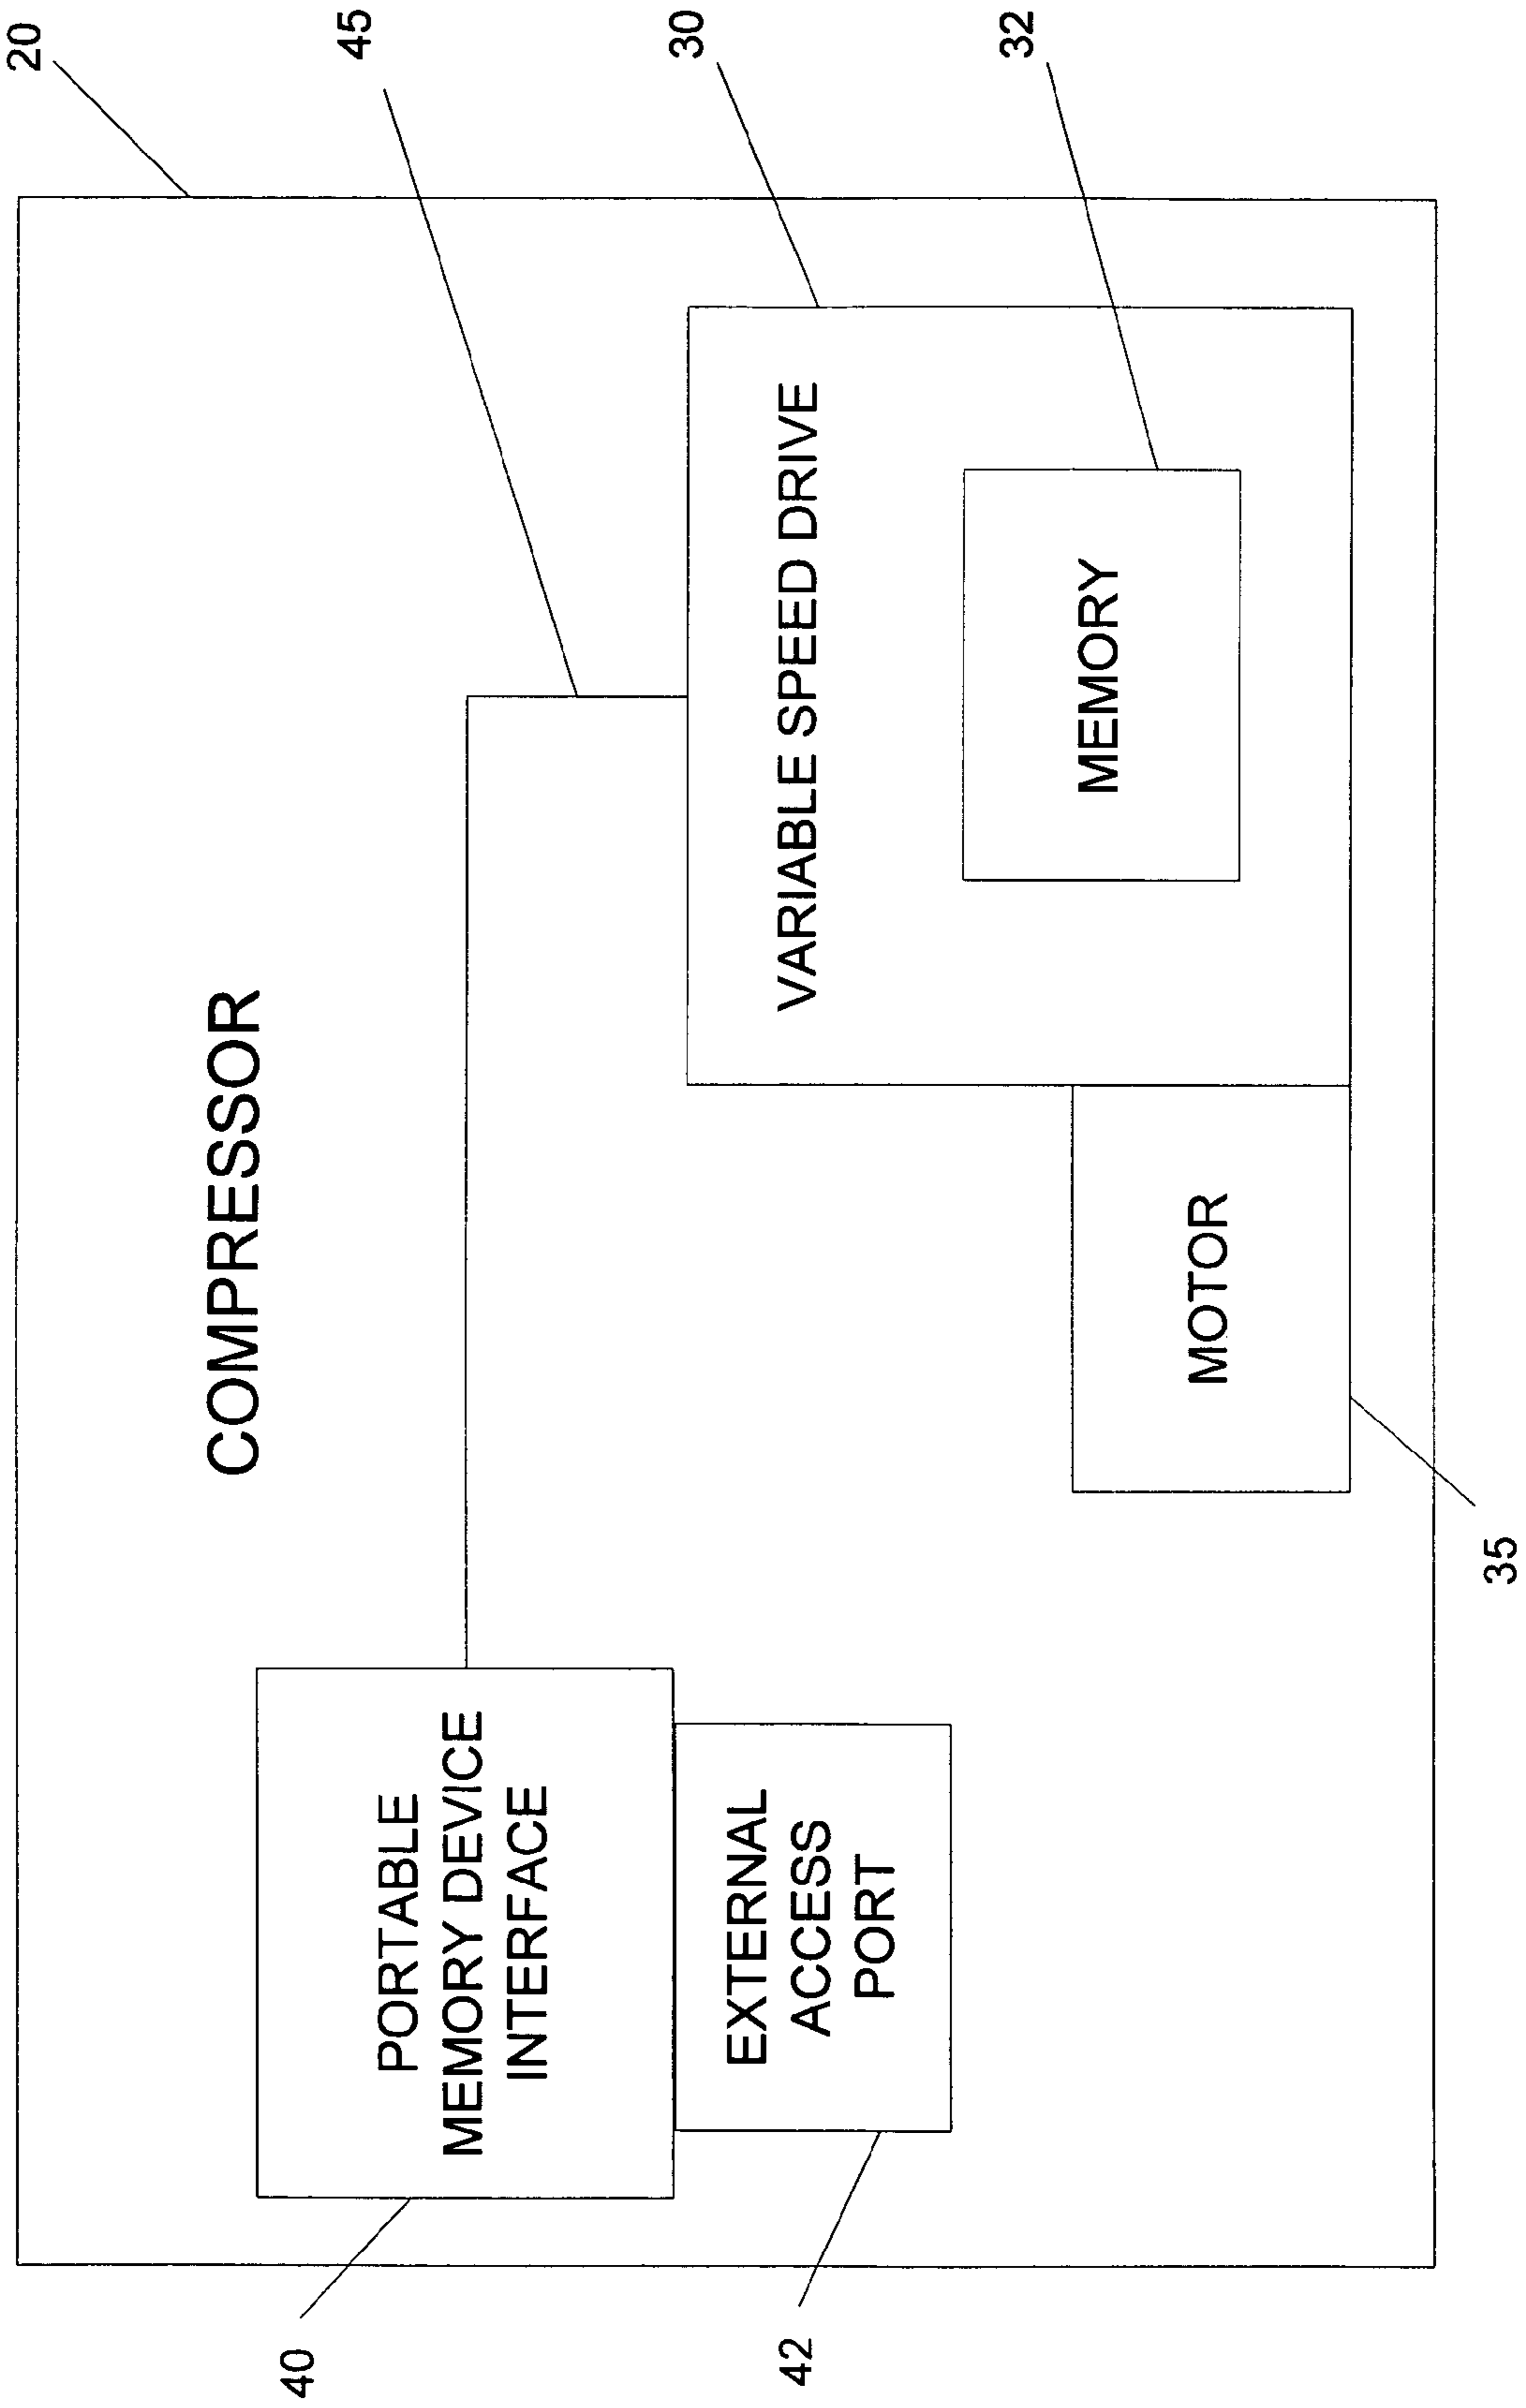 20
45
30
32
COMPRESSOR
PORTABLE
MEMORY DEVICE
INTERFACE
EXTERNAL
ACCESS
PORT
VARIABLE SPEED DRIVE
MEMORY
MOTOR
40
42
35